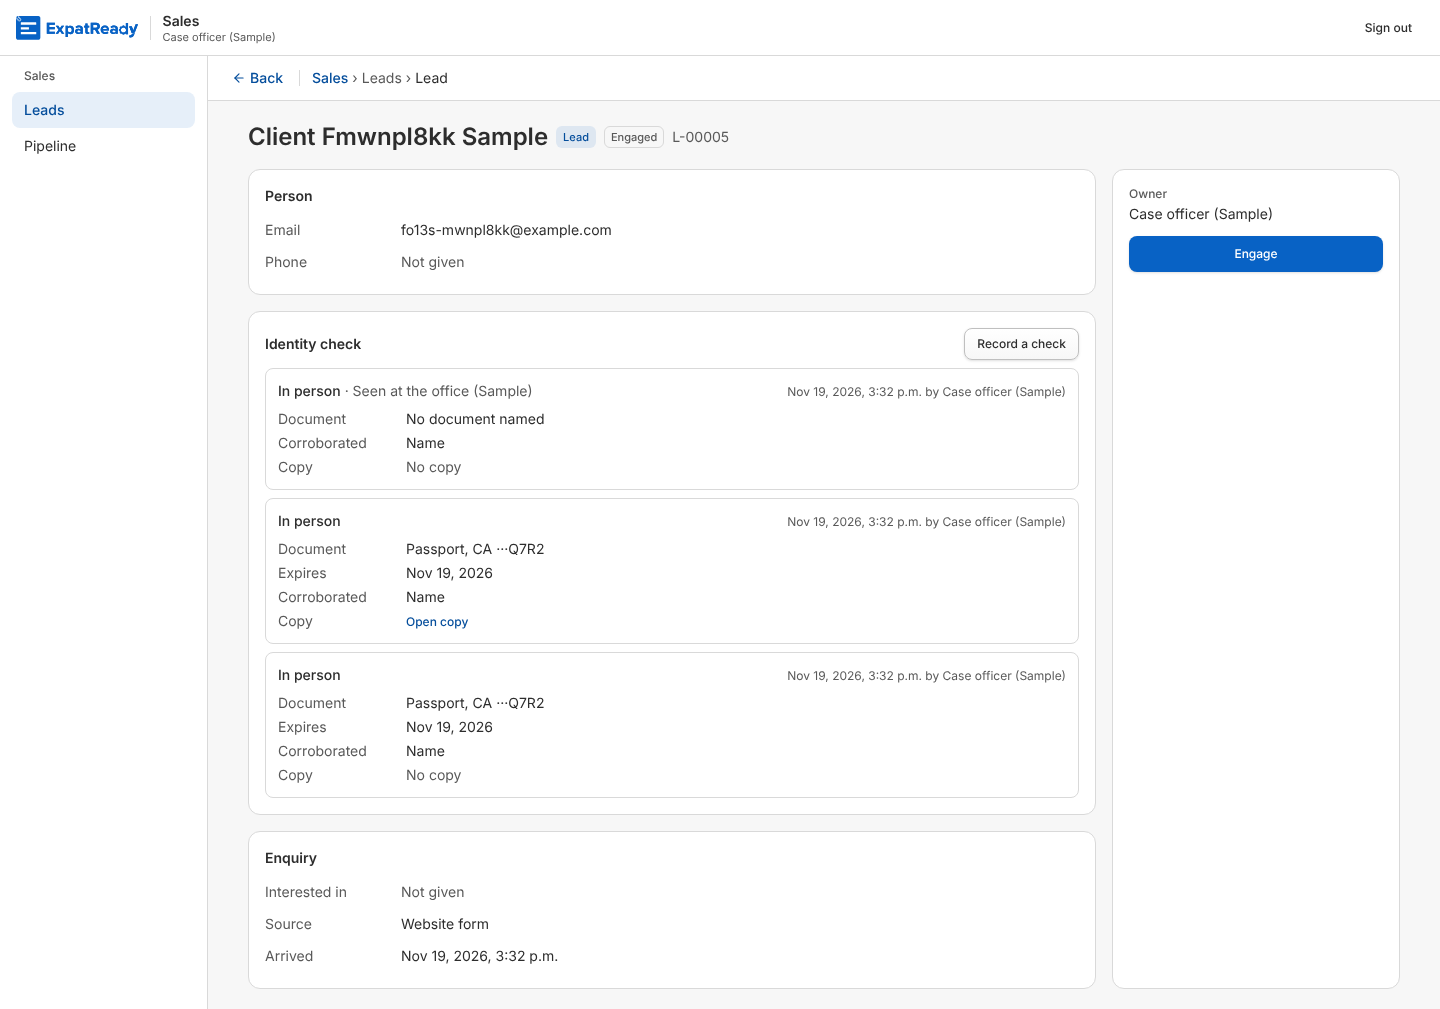 ExpatReady
Sales
Case officer (Sample)
Sign out
Sales
Leads
Pipeline
← Back
Sales › Leads › Lead
Client Fmwnpl8kk Sample Lead Engaged L-00005
Person
Email fo13s-mwnpl8kk@example.com
Phone Not given
Owner
Case officer (Sample)
Engage
Identity check
Record a check
In person · Seen at the office (Sample) Nov 19, 2026, 3:32 p.m. by Case officer (Sample)
Document No document named
Corroborated Name
Copy No copy
In person Nov 19, 2026, 3:32 p.m. by Case officer (Sample)
Document Passport, CA ···Q7R2
Expires Nov 19, 2026
Corroborated Name
Copy Open copy
In person Nov 19, 2026, 3:32 p.m. by Case officer (Sample)
Document Passport, CA ···Q7R2
Expires Nov 19, 2026
Corroborated Name
Copy No copy
Enquiry
Interested in Not given
Source Website form
Arrived Nov 19, 2026, 3:32 p.m.